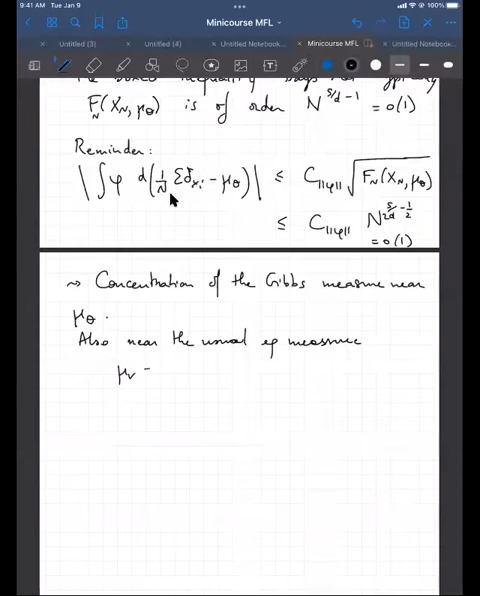 9:41 AM Tue Jan 9
100%
Minicourse MFL
Untitled (3)
Untitled (4)
Untitled Notebook...
Minicourse MFL
Untitled Notebook...
F_N(X_N, μ_θ) is of order N^{s/d - 1} = o(1)
Reminder:
| ∫ φ d(1/N Σ δ_{x_i} - μ_θ) | ≤ C_{||φ||} √F_N(X_N, μ_θ)
≤ C_{||φ||} N^{s/2d - 1/2}
= o(1)
~> Concentration of the Gibbs measure near
μ_θ.
Also near the usual eq measure
μ_V =